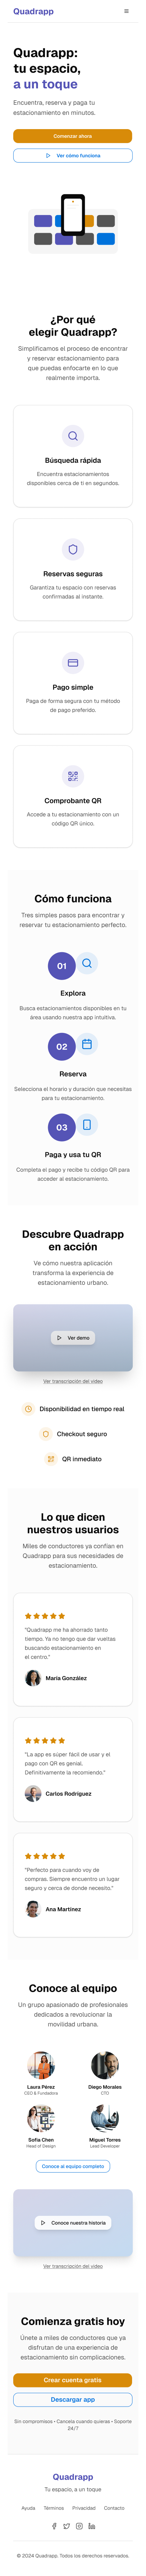 Quadrapp
Quadrapp:
tu espacio,
a un toque
Encuentra, reserva y paga tu
estacionamiento en minutos.
Comenzar ahora
Ver cómo funciona
¿Por qué
elegir Quadrapp?
Simplificamos el proceso de encontrar
y reservar estacionamiento para
que puedas enfocarte en lo que
realmente importa.
Búsqueda rápida
Encuentra estacionamientos
disponibles cerca de ti en segundos.
Reservas seguras
Garantiza tu espacio con reservas
confirmadas al instante.
Pago simple
Paga de forma segura con tu método
de pago preferido.
Comprobante QR
Accede a tu estacionamiento con un
código QR único.
Cómo funciona
Tres simples pasos para encontrar y
reservar tu estacionamiento perfecto.
01
Explora
Busca estacionamientos disponibles en tu
área usando nuestra app intuitiva.
02
Reserva
Selecciona el horario y duración que necesitas
para tu estacionamiento.
03
Paga y usa tu QR
Completa el pago y recibe tu código QR para
acceder al estacionamiento.
Descubre Quadrapp
en acción
Ve cómo nuestra aplicación
transforma la experiencia de
estacionamiento urbano.
Ver demo
Ver transcripción del video
Disponibilidad en tiempo real
Checkout seguro
QR inmediato
Lo que dicen
nuestros usuarios
Miles de conductores ya confían en
Quadrapp para sus necesidades de
estacionamiento.
"Quadrapp me ha ahorrado tanto
tiempo. Ya no tengo que dar vueltas
buscando estacionamiento en
el centro."
María González
"La app es súper fácil de usar y el
pago con QR es genial.
Definitivamente la recomiendo."
Carlos Rodríguez
"Perfecto para cuando voy de
compras. Siempre encuentro un lugar
seguro y cerca de donde necesito."
Ana Martínez
Conoce al equipo
Un grupo apasionado de profesionales
dedicados a revolucionar la
movilidad urbana.
Laura Pérez
CEO & Fundadora
Diego Morales
CTO
Sofía Chen
Head of Design
Miguel Torres
Lead Developer
Conoce al equipo completo
Conoce nuestra historia
Ver transcripción del video
Comienza gratis hoy
Únete a miles de conductores que ya
disfrutan de una experiencia de
estacionamiento sin complicaciones.
Crear cuenta gratis
Descargar app
Sin compromisos • Cancela cuando quieras • Soporte
24/7
Quadrapp
Tu espacio, a un toque
Ayuda Términos Privacidad Contacto
© 2024 Quadrapp. Todos los derechos reservados.